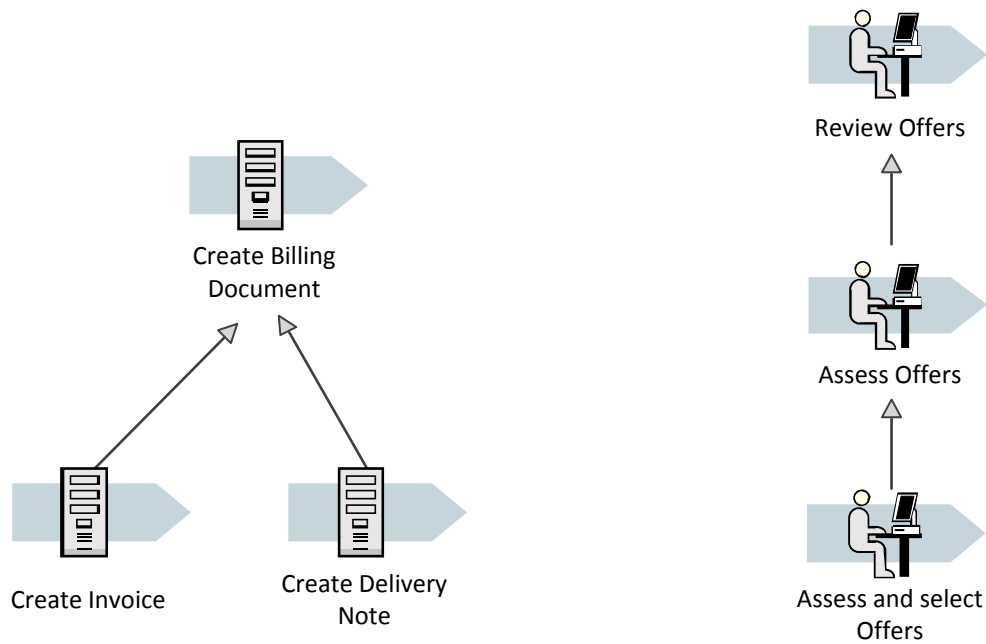 Review Offers
Create Billing
Document
Assess Offers
Create Invoice
Create Delivery
Note
Assess and select
Offers